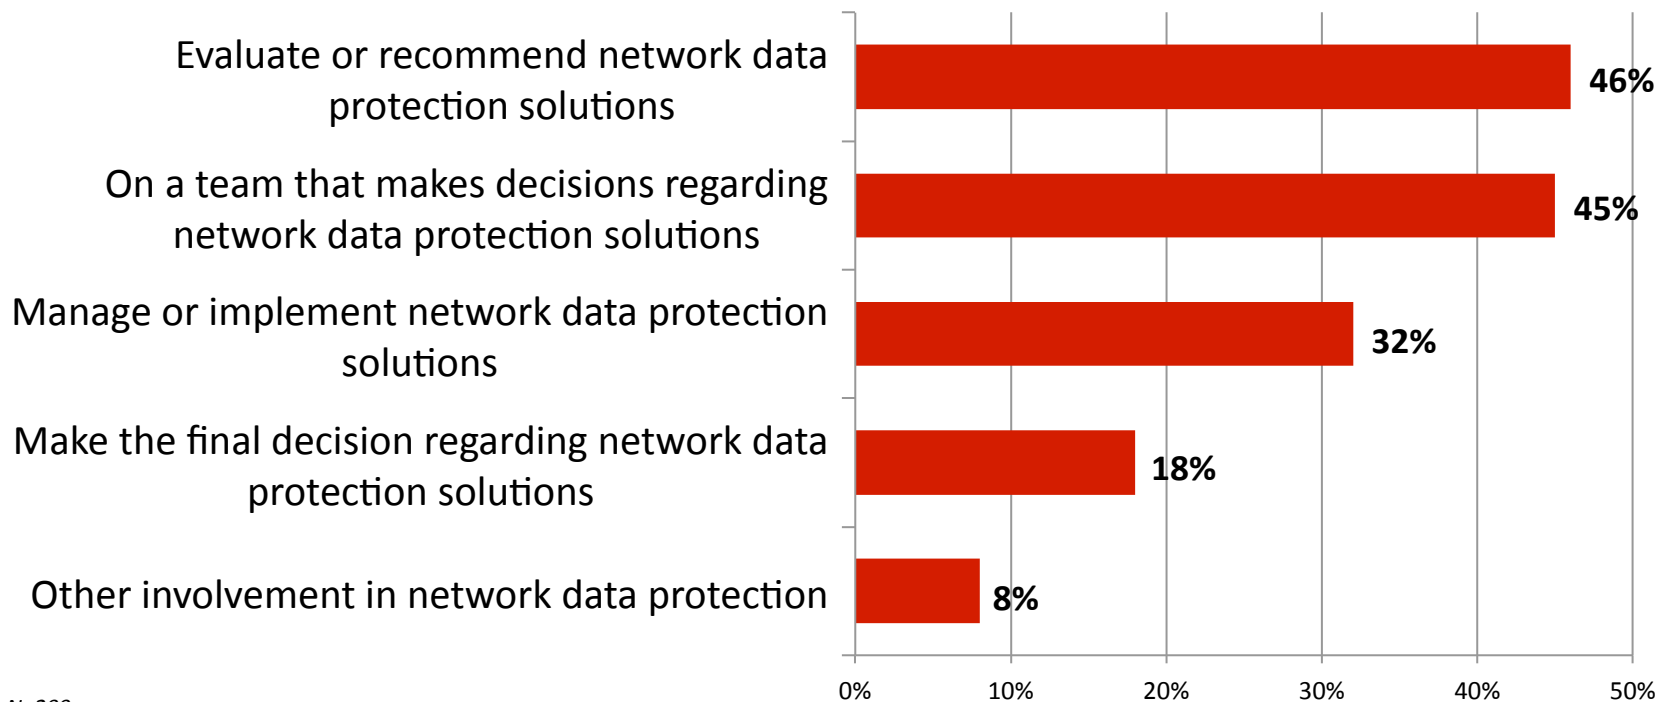 Evaluate or recommend network data
protection solutions
46%
On a team that makes decisions regarding
network data protection solutions
45%
Manage or implement network data protection
solutions
32%
Make the final decision regarding network data
protection solutions
18%
Other involvement in network data protection
8%
0% 10% 20% 30% 40% 50%